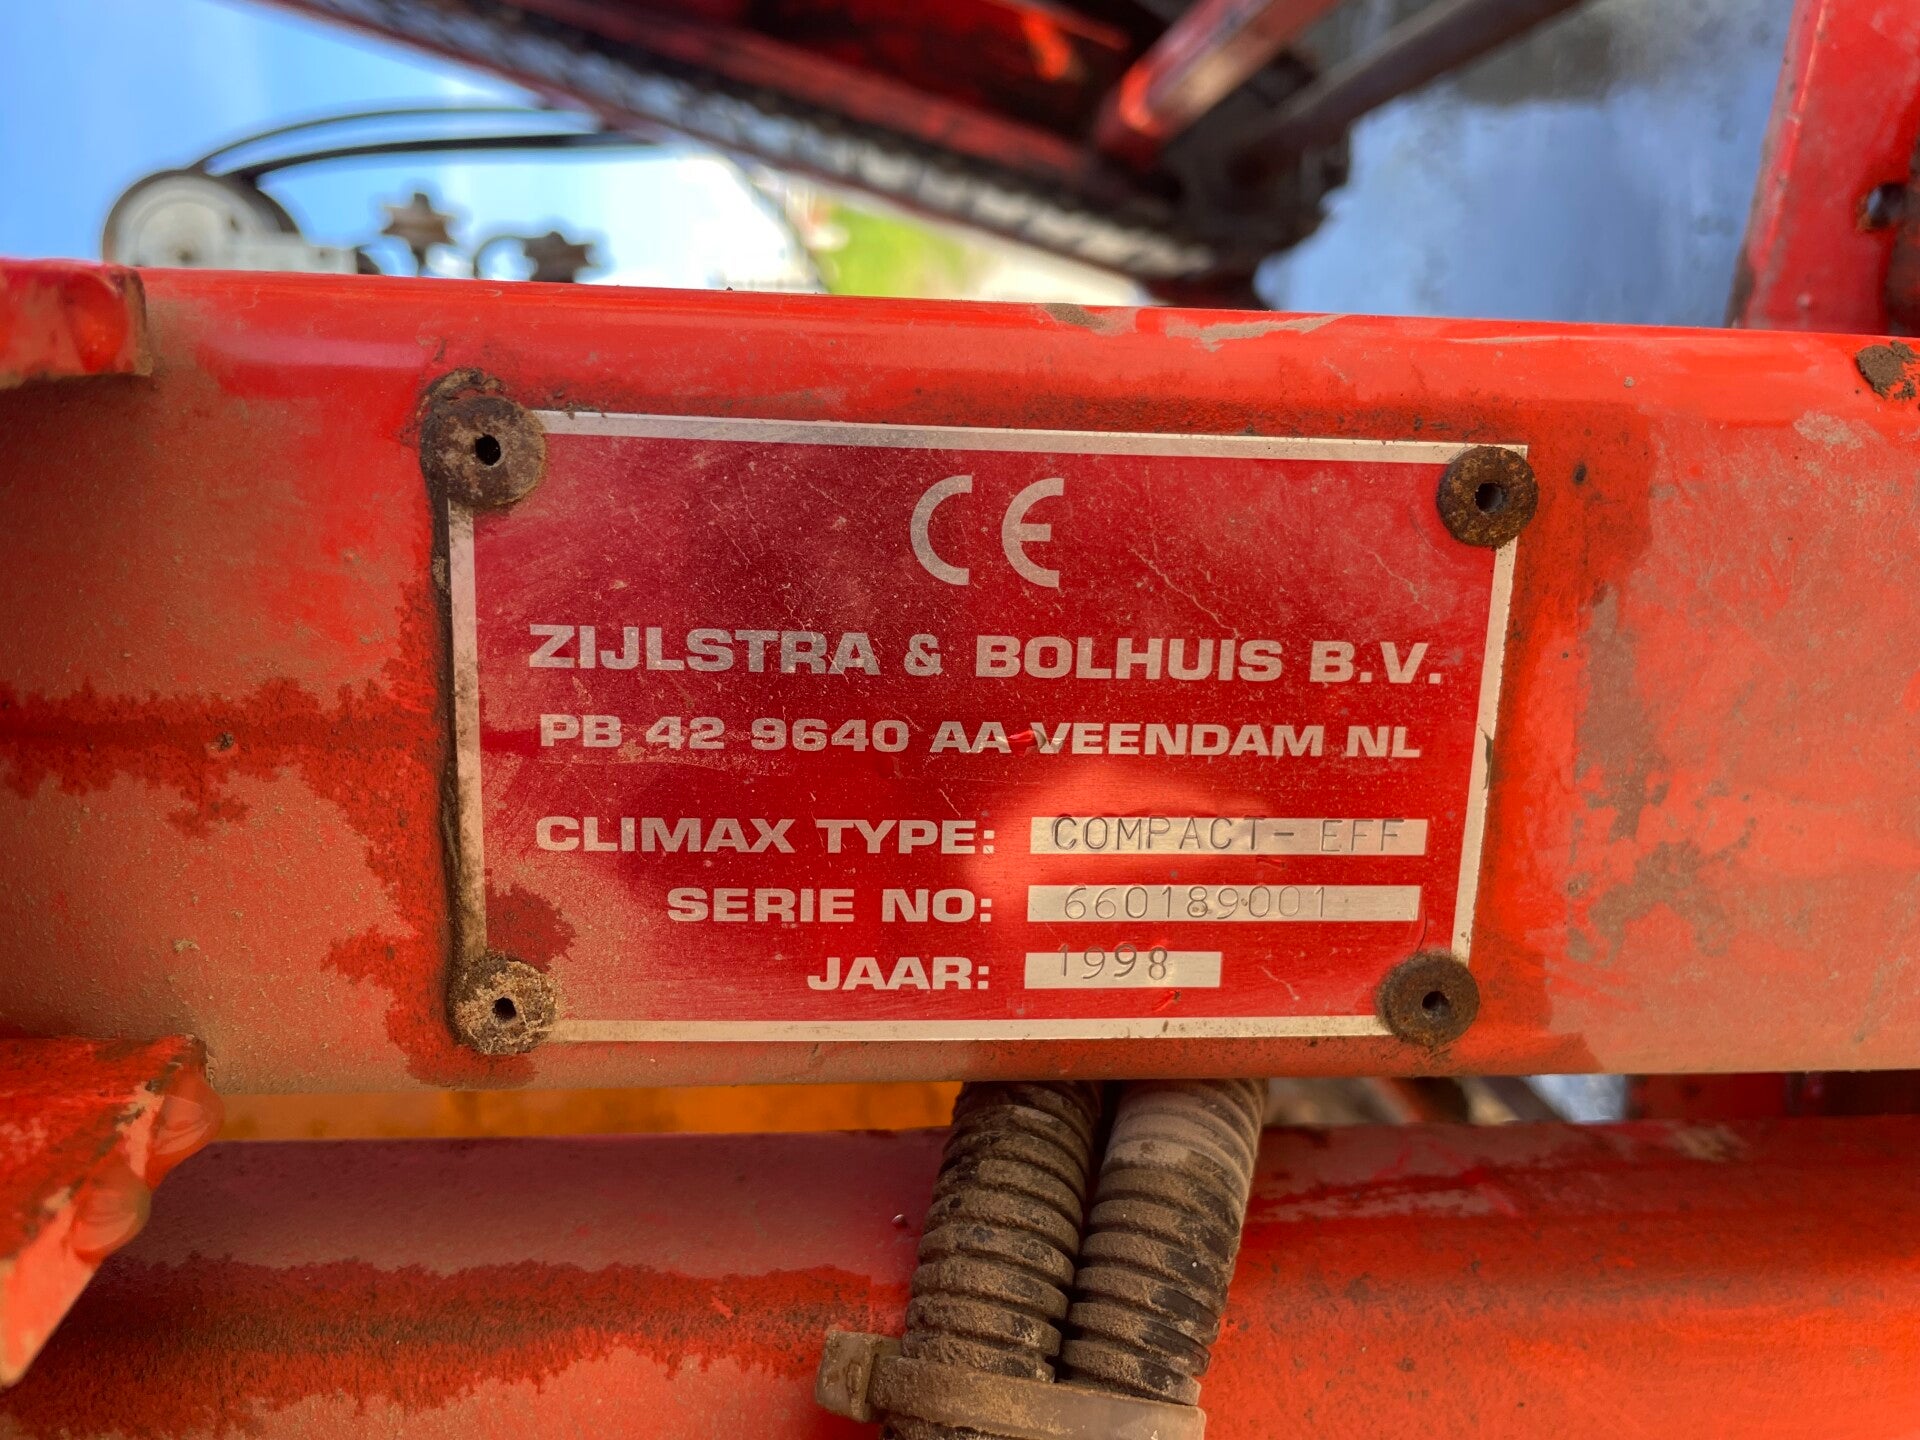 CE
ZIJLSTRA & BOLHUIS B.V.
PB 42 9640 AA VEENDAM NL
CLIMAX TYPE: COMPACT-EFF
SERIE NO: 660189001
JAAR: 1998